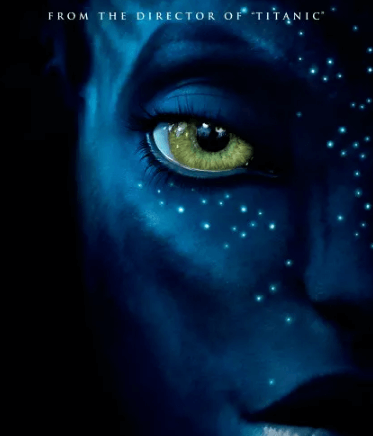 FROM THE DIRECTOR OF "TITANIC"